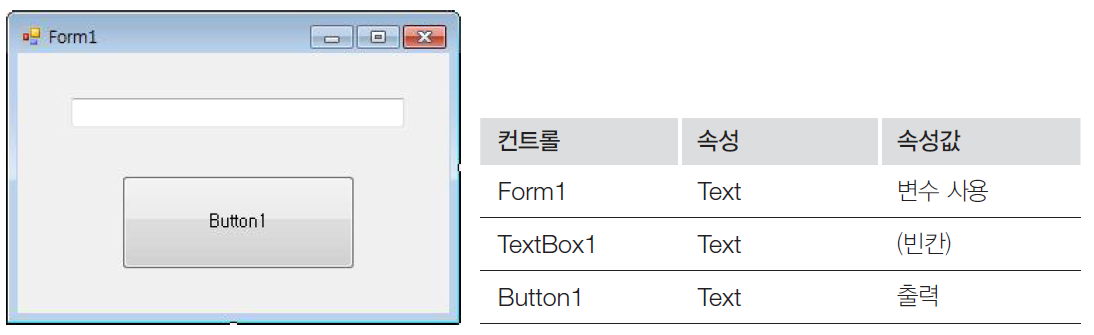 Form1
Button1
컨트롤 속성 속성값
Form1 Text 변수 사용
TextBox1 Text (빈칸)
Button1 Text 출력